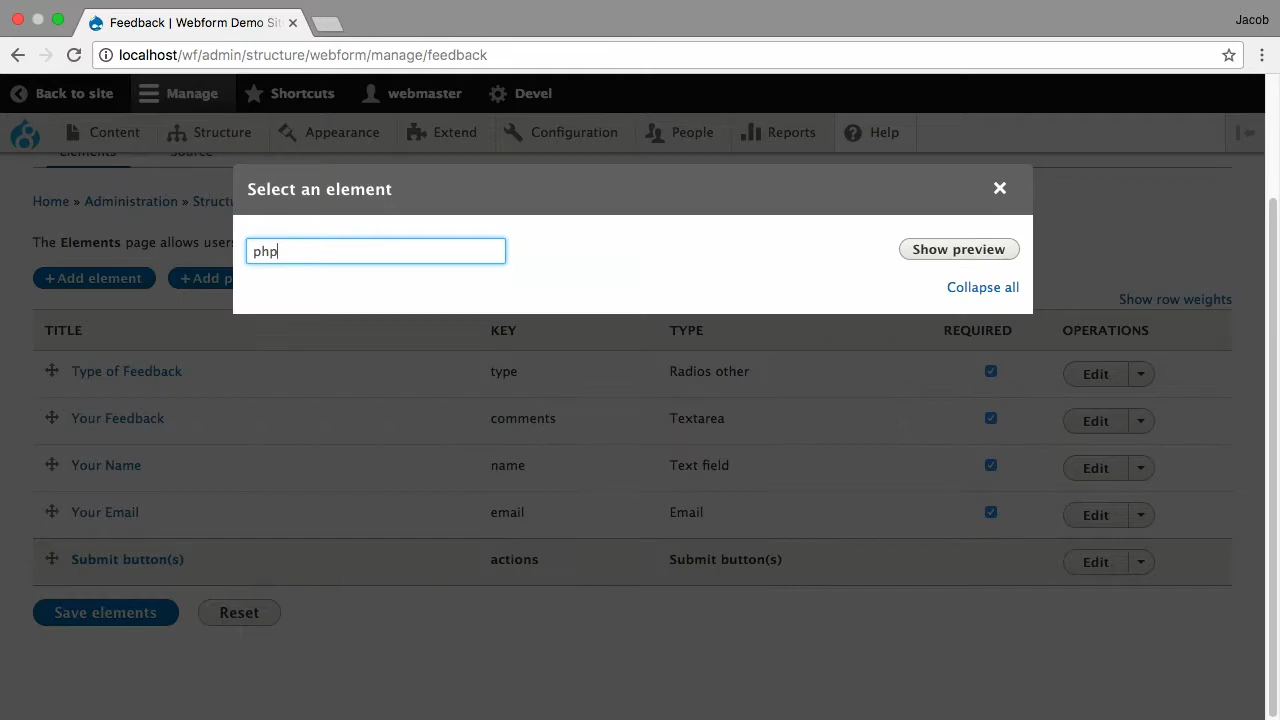 Feedback | Webform Demo Sit
Jacob
localhost/wf/admin/structure/webform/manage/feedback
Back to site
Manage
Shortcuts
webmaster
Devel
Content
Structure
Appearance
Extend
Configuration
People
Reports
Help
Elements
Source
Home » Administration » Struct
Select an element
The Elements page allows users
php
Show preview
+Add element
+Add p
Collapse all
Show row weights
TITLE KEY TYPE REQUIRED OPERATIONS
Type of Feedback type Radios other Edit
Your Feedback comments Textarea Edit
Your Name name Text field Edit
Your Email email Email Edit
Submit button(s) actions Submit button(s) Edit
Save elements
Reset